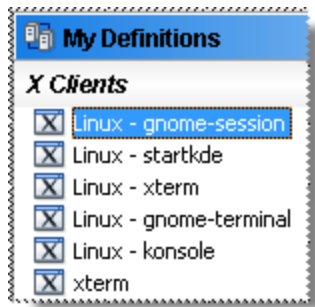 My Definitions
X Clients
Linux - gnome-session
Linux - startkde
Linux - xterm
Linux - gnome-terminal
Linux - konsole
xterm